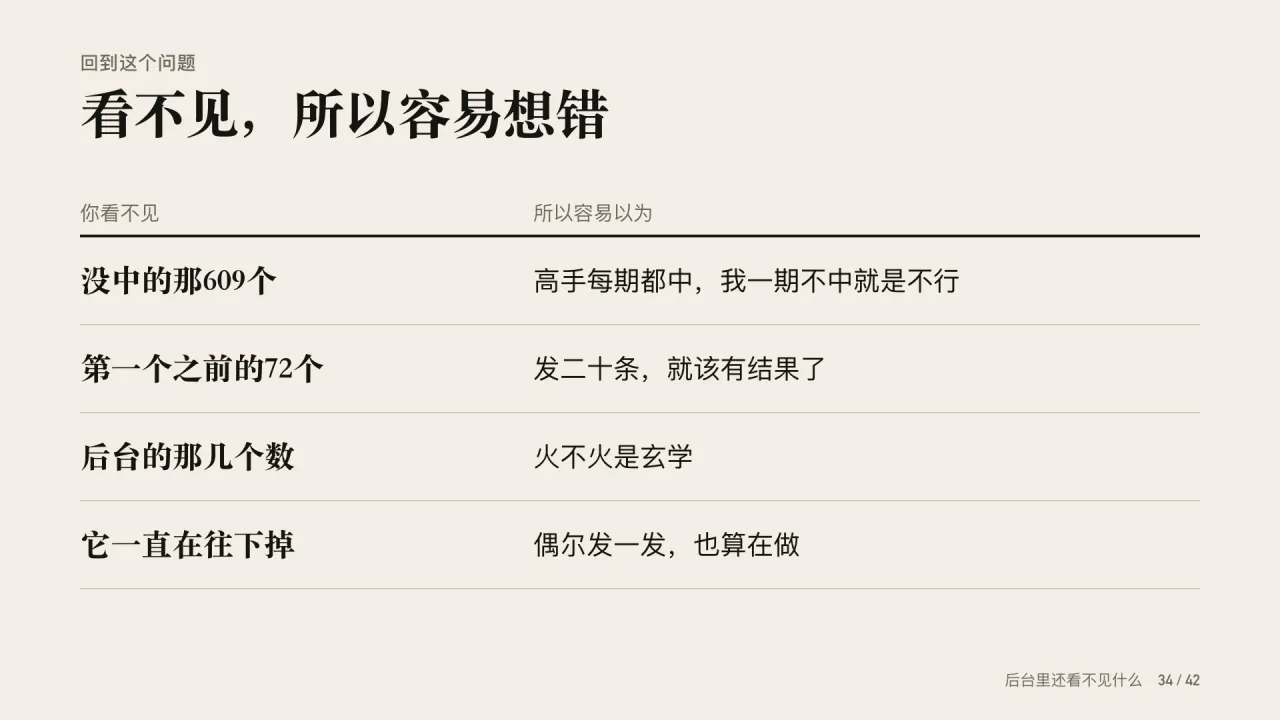 回到这个问题
看不见，所以容易想错
你看不见 所以容易以为
没中的那609个 高手每期都中，我一期不中就是不行
第一个之前的72个 发二十条，就该有结果了
后台的那几个数 火不火是玄学
它一直在往下掉 偶尔发一发，也算在做
后台里还看不见什么 34 / 42